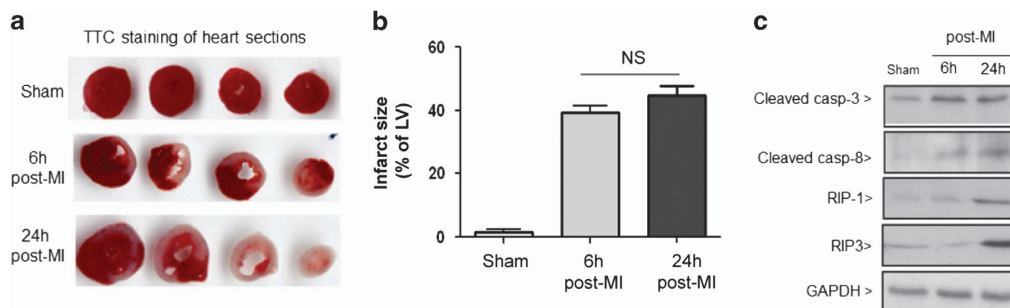 a
TTC staining of heart sections
Sham
6h
post-MI
24h
post-MI
b
Infarct size
(% of LV)
60
40
20
0
NS
Sham
6h
post-MI
24h
post-MI
c
post-MI
Sham 6h 24h
Cleaved casp-3 >
Cleaved casp-8>
RIP-1>
RIP3>
GAPDH >